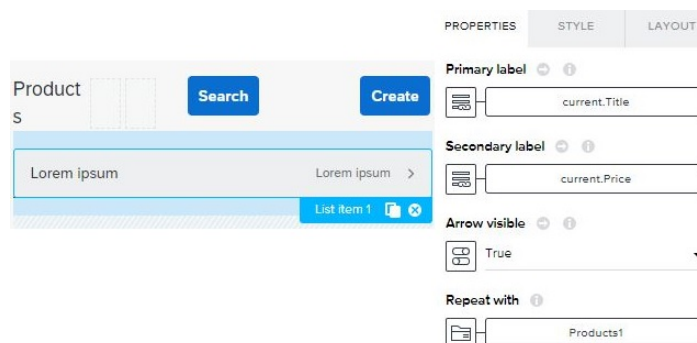 Product
s
Search
Create
Lorem ipsum
Lorem ipsum
List item 1
PROPERTIES STYLE LAYOUT
Primary label
current.Title
Secondary label
current.Price
Arrow visible
True
Repeat with
Products1